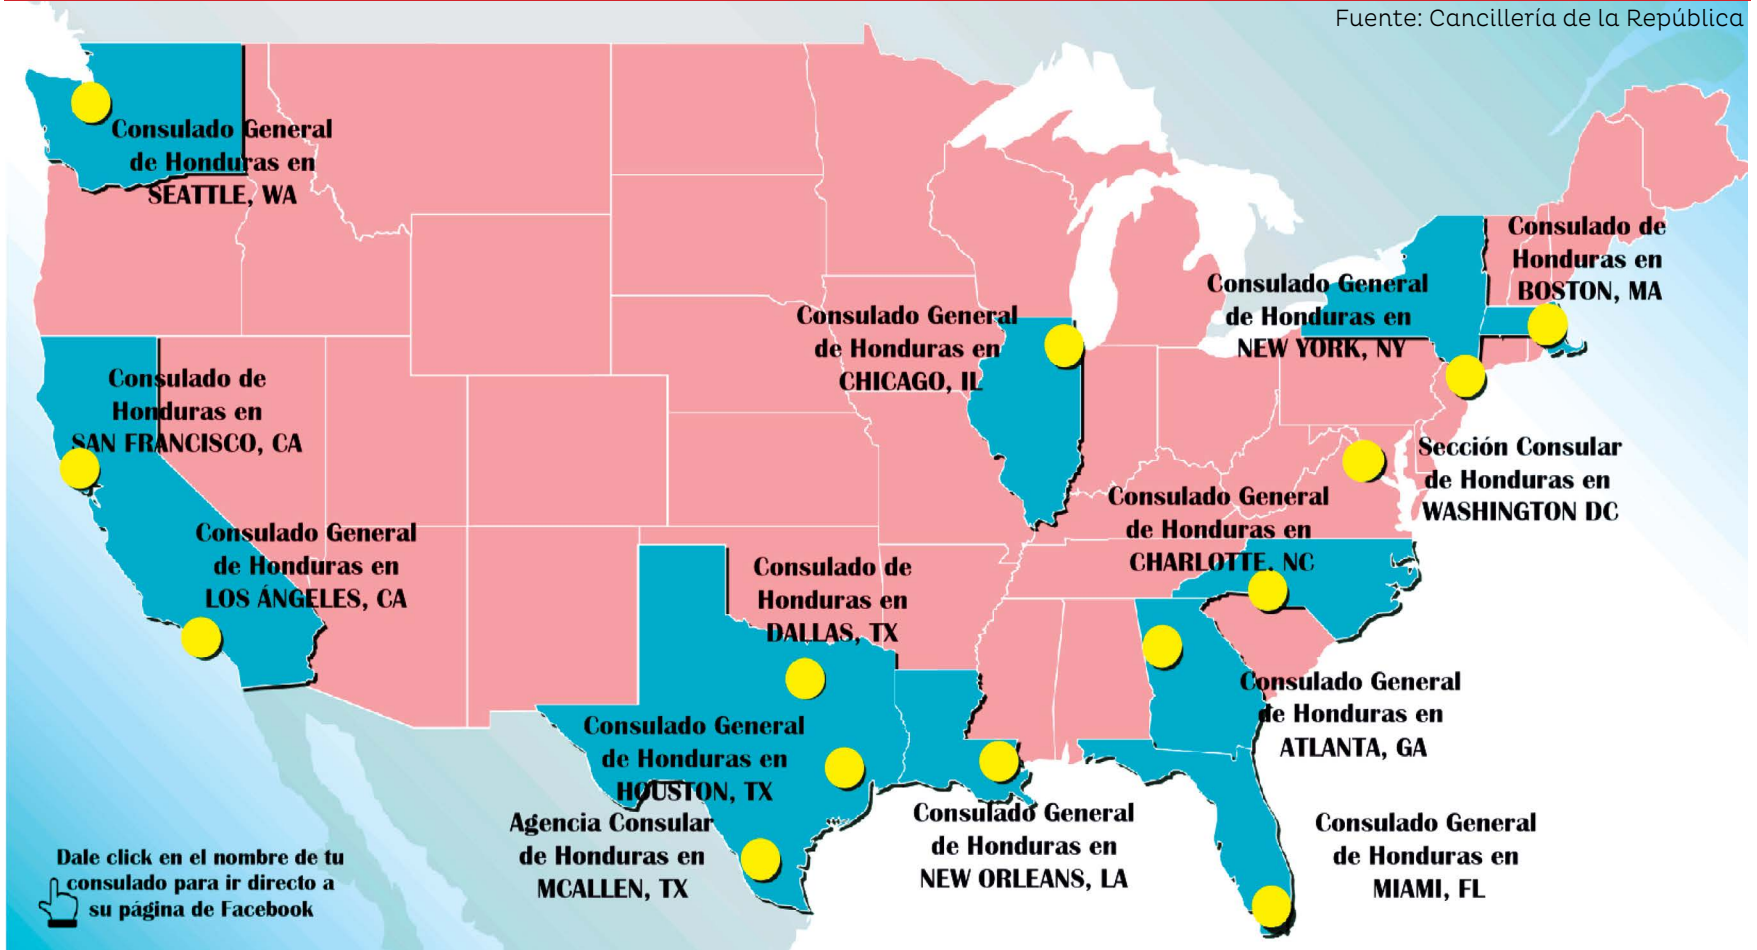 Fuente: Cancillería de la República
Consulado General
de Honduras en
SEATTLE, WA
Consulado de
Honduras en
BOSTON, MA
Consulado General
de Honduras en
NEW YORK, NY
Consulado General
de Honduras en
CHICAGO, IL
Consulado de
Honduras en
SAN FRANCISCO, CA
Sección Consular
de Honduras en
WASHINGTON DC
Consulado General
de Honduras en
CHARLOTTE, NC
Consulado General
de Honduras en
LOS ÁNGELES, CA
Consulado de
Honduras en
DALLAS, TX
Consulado General
de Honduras en
ATLANTA, GA
Consulado General
de Honduras en
HOUSTON, TX
Agencia Consular
de Honduras en
MCALLEN, TX
Consulado General
de Honduras en
NEW ORLEANS, LA
Consulado General
de Honduras en
MIAMI, FL
Dale click en el nombre de tu
consulado para ir directo a
su página de Facebook